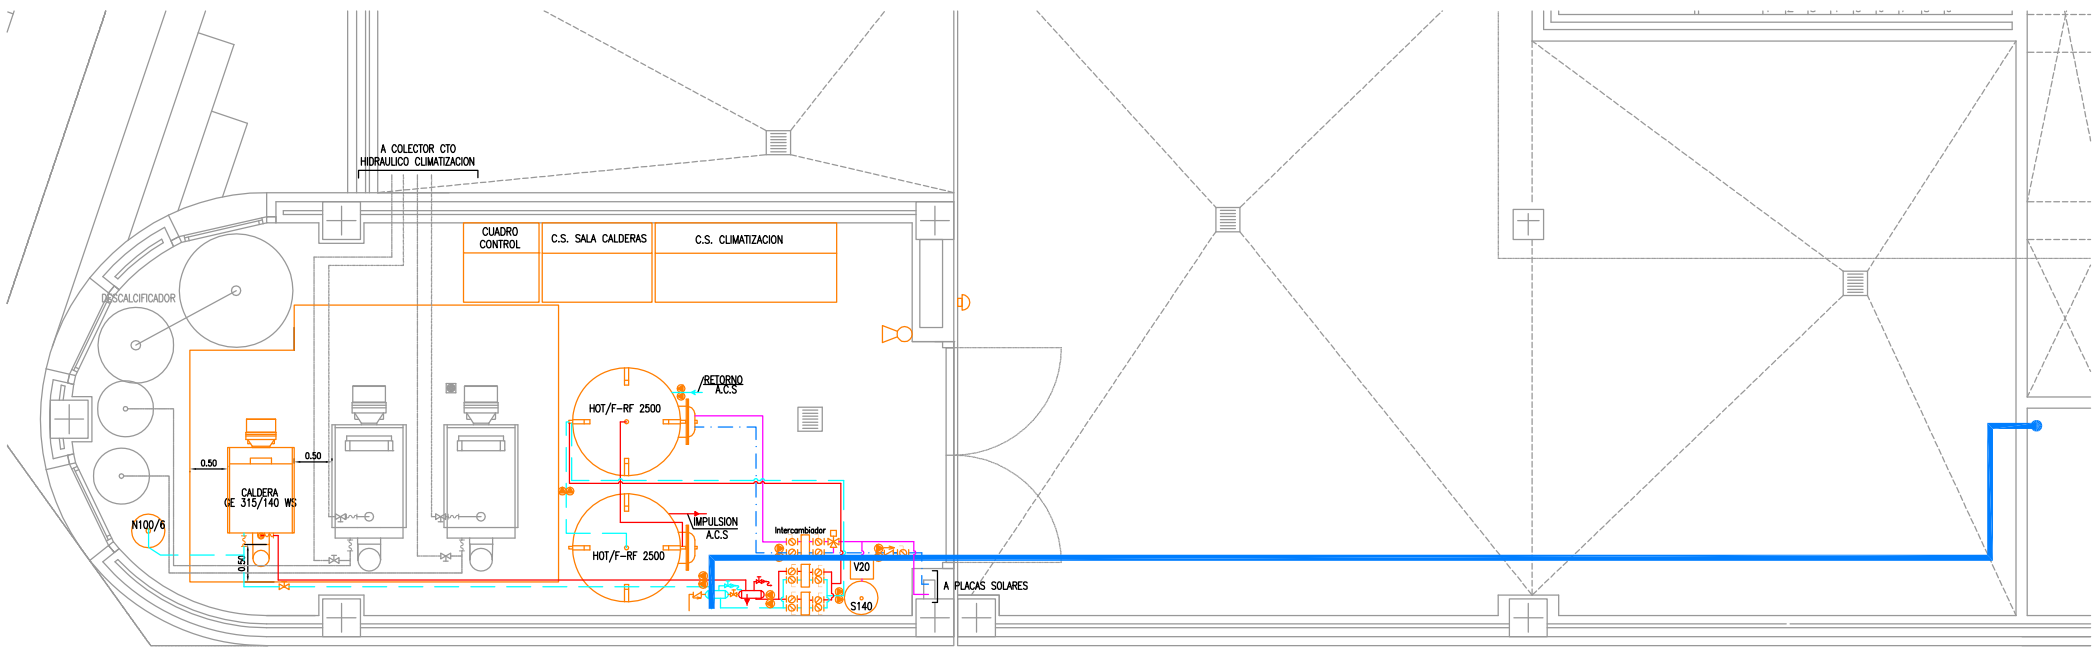 A COLECTOR CTO
HIDRAULICO CLIMATIZACION
CUADRO
CONTROL
C.S. SALA CALDERAS
C.S. CLIMATIZACION
DESCALCIFICADOR
RETORNO
A.C.S
HOT/F-RF 2500
0.50
0.50
CALDERA
GE 315/140 WS
N100/6
IMPULSION
A.C.S
Intercambiador
HOT/F-RF 2500
0.50
V20
A PLACAS SOLARES
S140